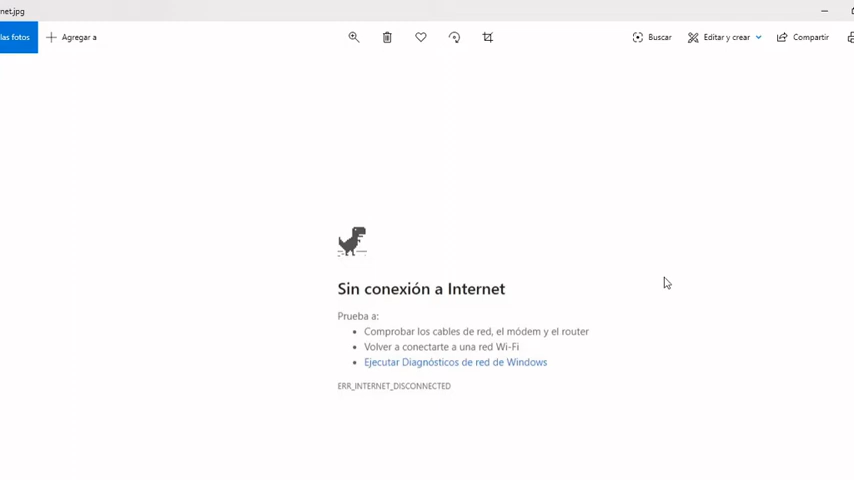 net.jpg
las fotos
Agregar a
Buscar
Editar y crear
Compartir
Sin conexión a Internet
Prueba a:
Comprobar los cables de red, el módem y el router
Volver a conectarte a una red Wi-Fi
Ejecutar Diagnósticos de red de Windows
ERR_INTERNET_DISCONNECTED